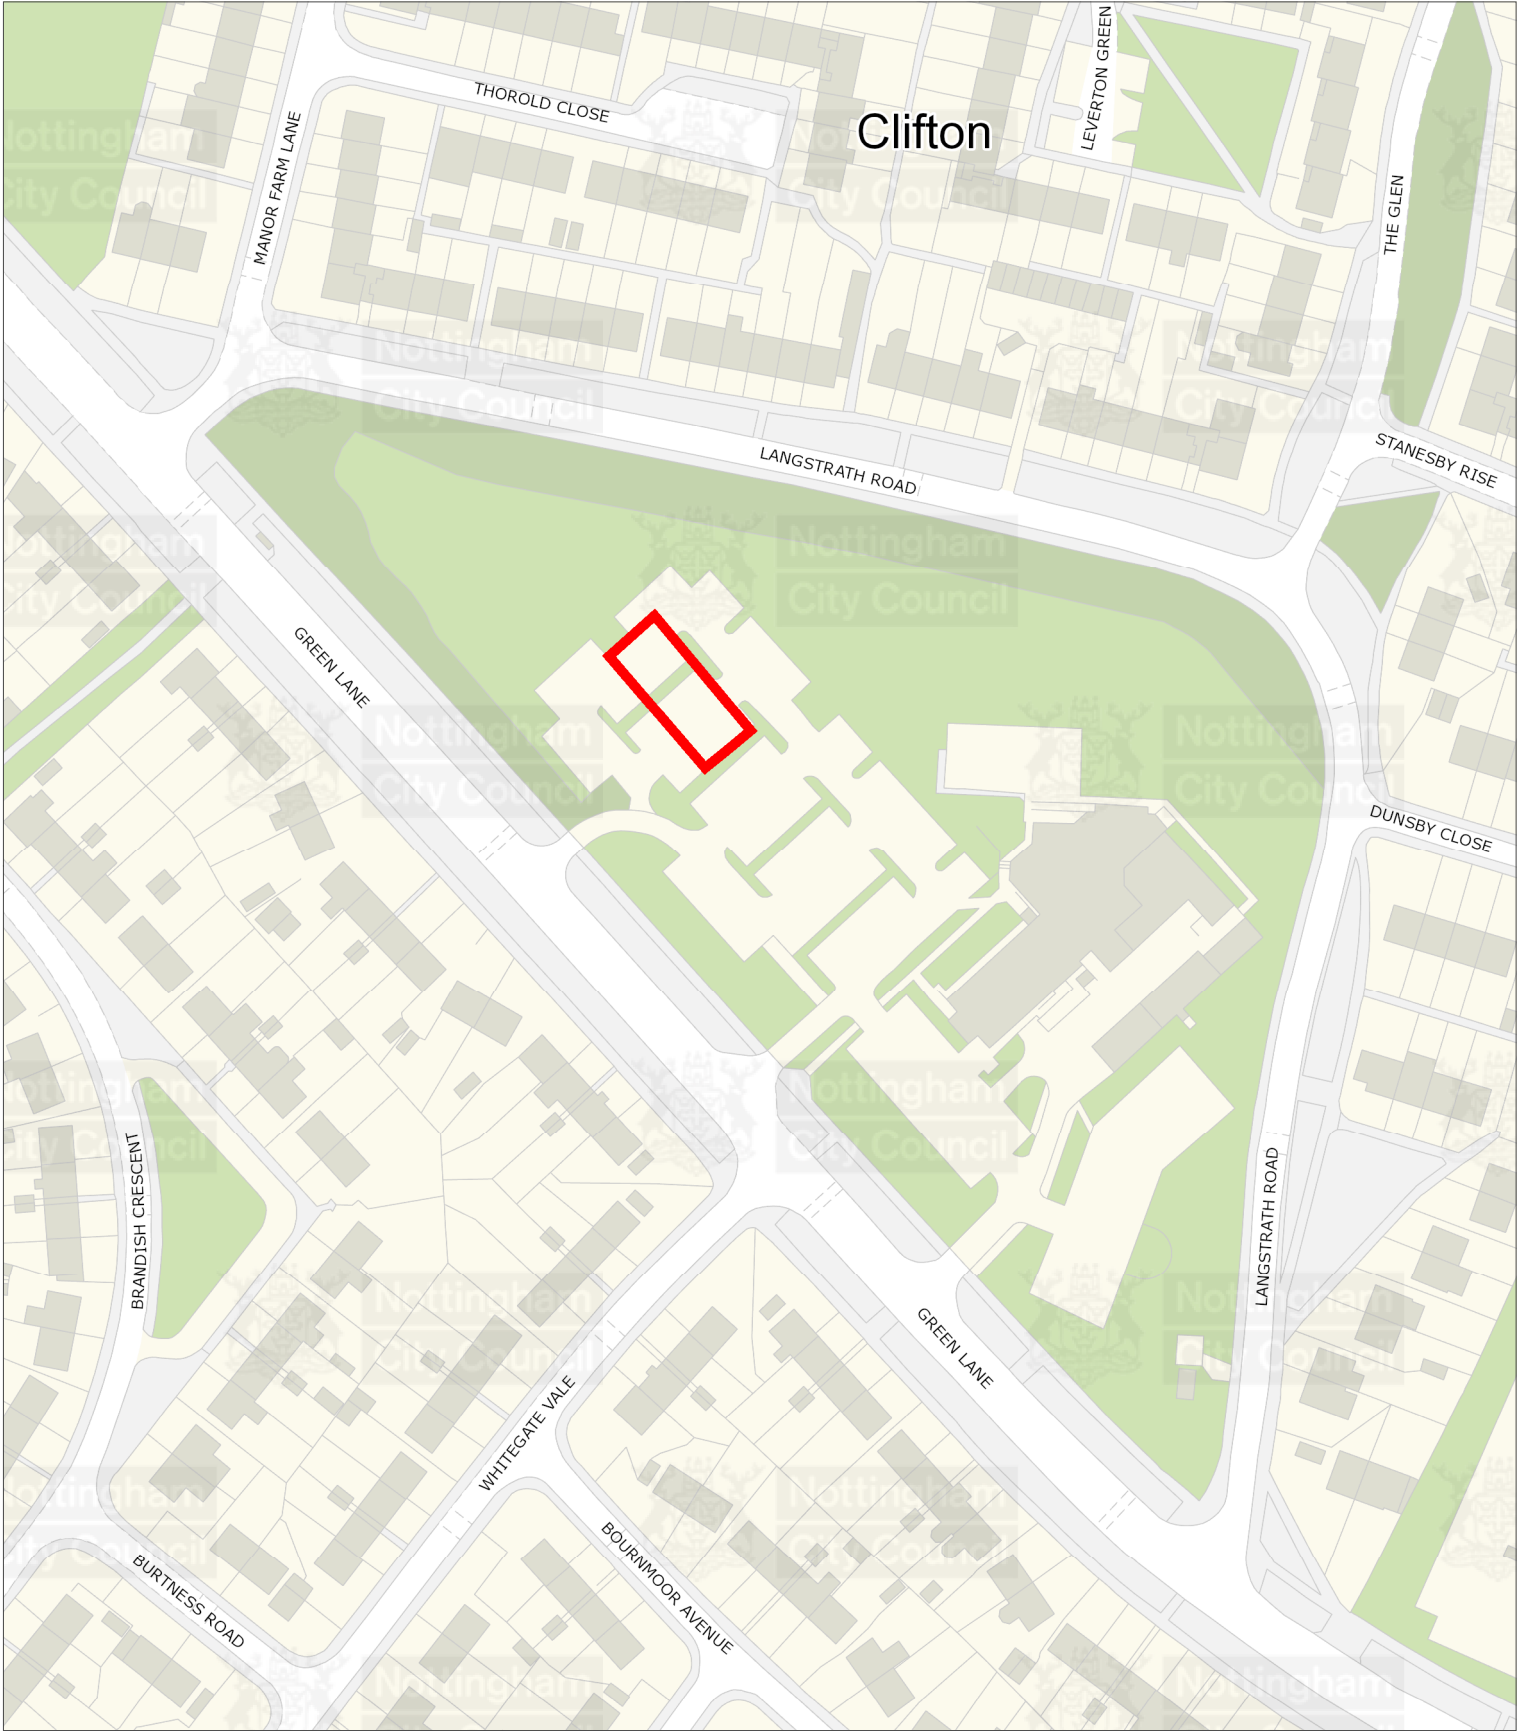 LEVERTON GREEN
THOROLD CLOSE
Clifton
MANOR FARM LANE
THE GLEN
Nottingham
City Council
STANESBY RISE
LANGSTRATH ROAD
GREEN LANE
DUNSBY CLOSE
BRANDISH CRESCENT
LANGSTRATH ROAD
GREEN LANE
WHITEGATE VALE
BOURNMOOR AVENUE
BURTNESS ROAD